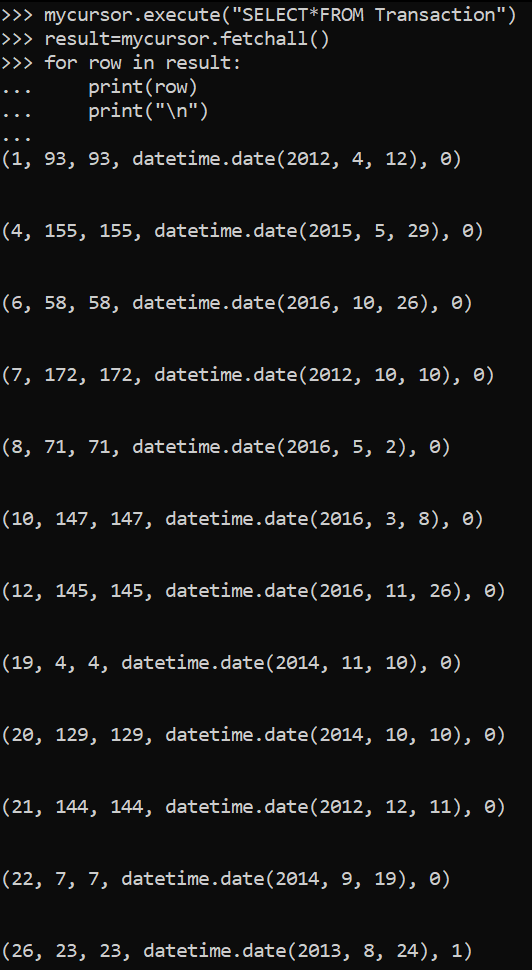 >>> mycursor.execute("SELECT*FROM Transaction")
>>> result=mycursor.fetchall()
>>> for row in result:
...     print(row)
...     print("\n")
...
(1, 93, 93, datetime.date(2012, 4, 12), 0)
(4, 155, 155, datetime.date(2015, 5, 29), 0)
(6, 58, 58, datetime.date(2016, 10, 26), 0)
(7, 172, 172, datetime.date(2012, 10, 10), 0)
(8, 71, 71, datetime.date(2016, 5, 2), 0)
(10, 147, 147, datetime.date(2016, 3, 8), 0)
(12, 145, 145, datetime.date(2016, 11, 26), 0)
(19, 4, 4, datetime.date(2014, 11, 10), 0)
(20, 129, 129, datetime.date(2014, 10, 10), 0)
(21, 144, 144, datetime.date(2012, 12, 11), 0)
(22, 7, 7, datetime.date(2014, 9, 19), 0)
(26, 23, 23, datetime.date(2013, 8, 24), 1)